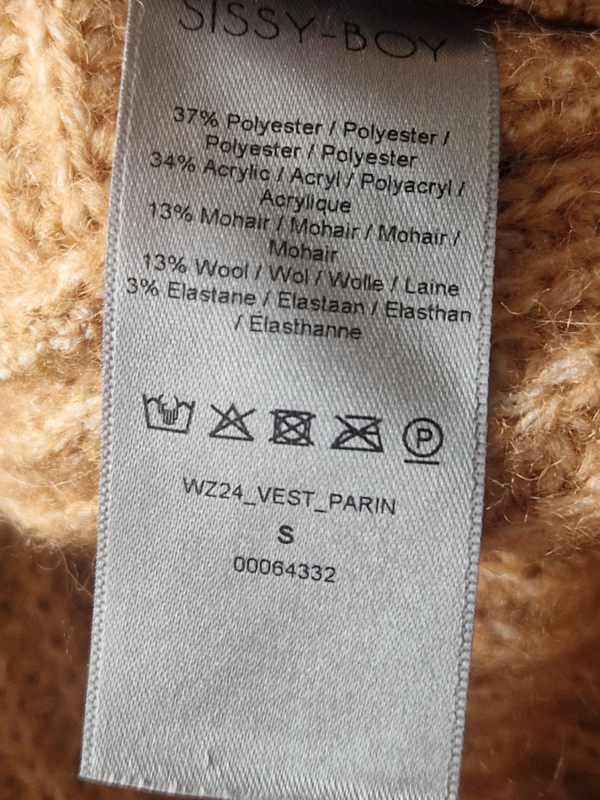 SISSY-BOY
37% Polyester / Polyester /
Polyester / Polyester
34% Acrylic / Acryl / Polyacryl /
Acrylique
13% Mohair / Mohair / Mohair /
Mohair
13% Wool / Wol / Wolle / Laine
3% Elastane / Elastaan / Elasthan
/ Elasthanne
P
WZ24_VEST_PARIN
S
00064332